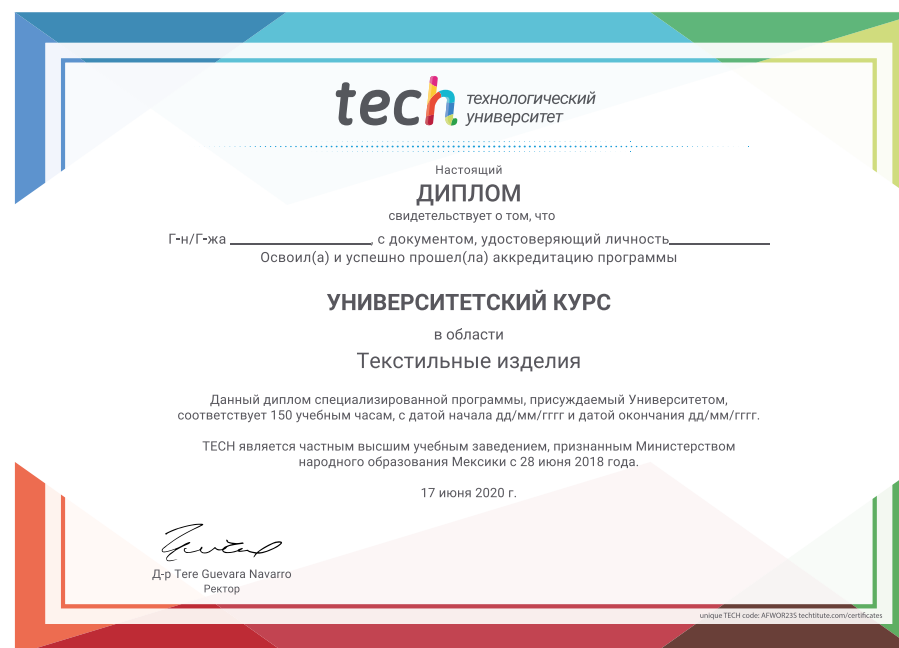 tech технологический
университет
Настоящий
ДИПЛОМ
свидетельствует о том, что
Г-н/Г-жа ____________________, с документом, удостоверяющий личность______________
Освоил(а) и успешно прошел(ла) аккредитацию программы
УНИВЕРСИТЕТСКИЙ КУРС
в области
Текстильные изделия
Данный диплом специализированной программы, присуждаемый Университетом,
соответствует 150 учебным часам, с датой начала дд/мм/гггг и датой окончания дд/мм/гггг.
TECH является частным высшим учебным заведением, признанным Министерством
народного образования Мексики с 28 июня 2018 года.
17 июня 2020 г.
Д-р Tere Guevara Navarro
Ректор
unique TECH code: AFWOR23S techtitute.com/certificates